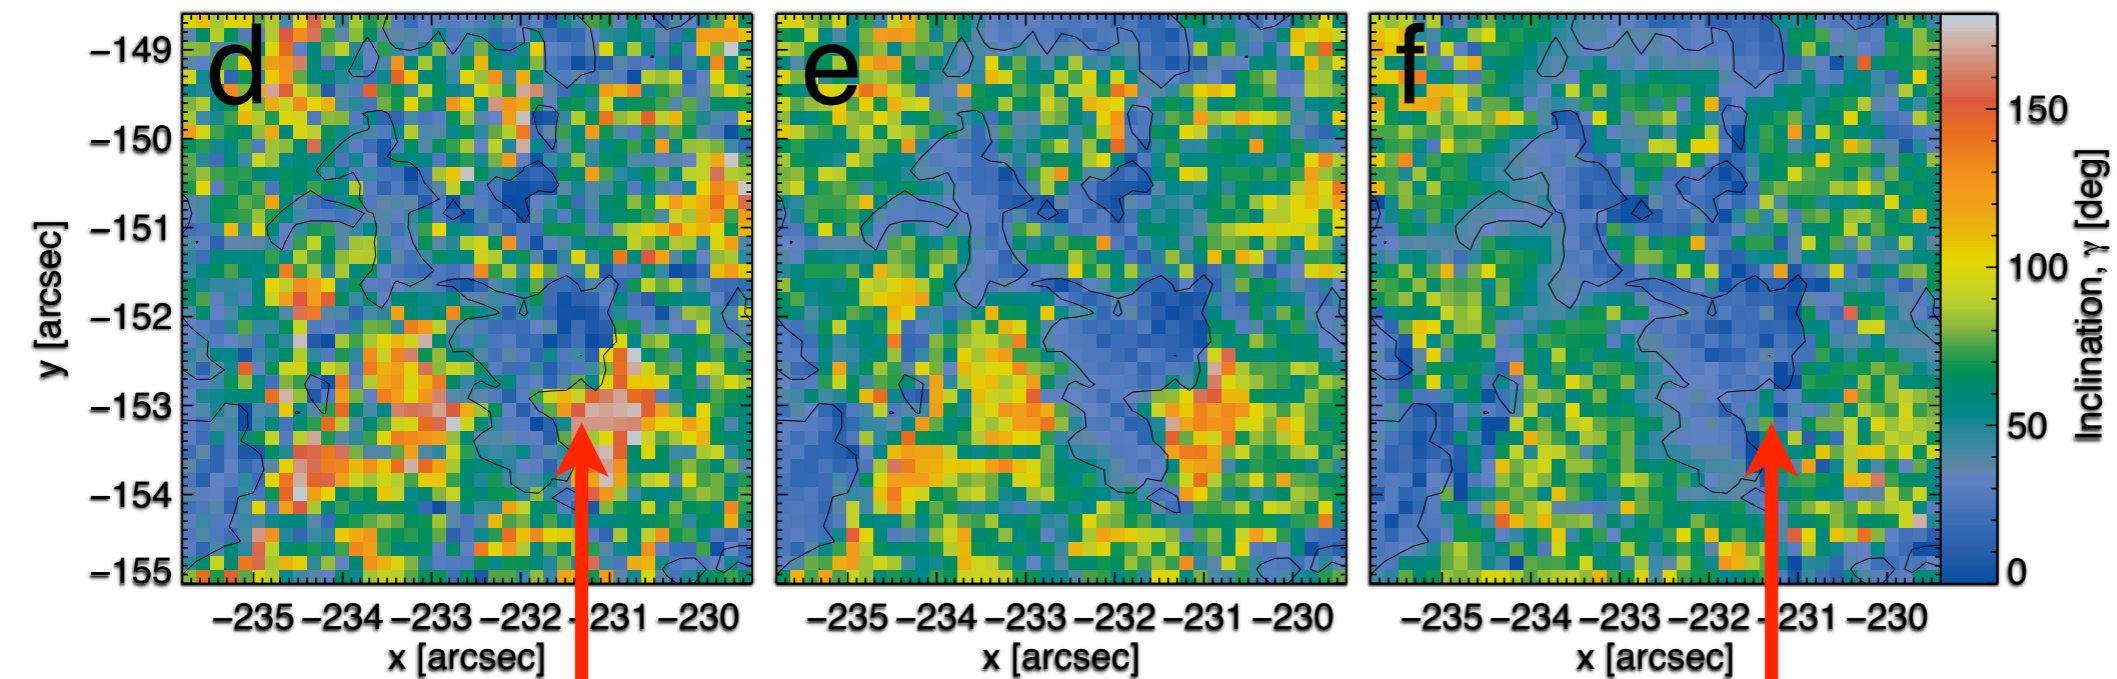 d
e
f
−149
−150
−151
−152
−153
−154
−155
y [arcsec]
−235 −234 −233 −232 −231 −230
−235 −234 −233 −232 −231 −230
−235 −234 −233 −232 −231 −230
x [arcsec]
x [arcsec]
x [arcsec]
150
100
50
0
Inclination, γ [deg]